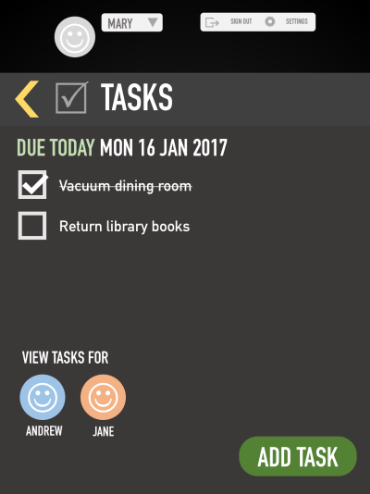 MARY
SIGN OUT
SETTINGS
TASKS
DUE TODAY MON 16 JAN 2017
Vacuum dining room
Return library books
VIEW TASKS FOR
ANDREW
JANE
ADD TASK